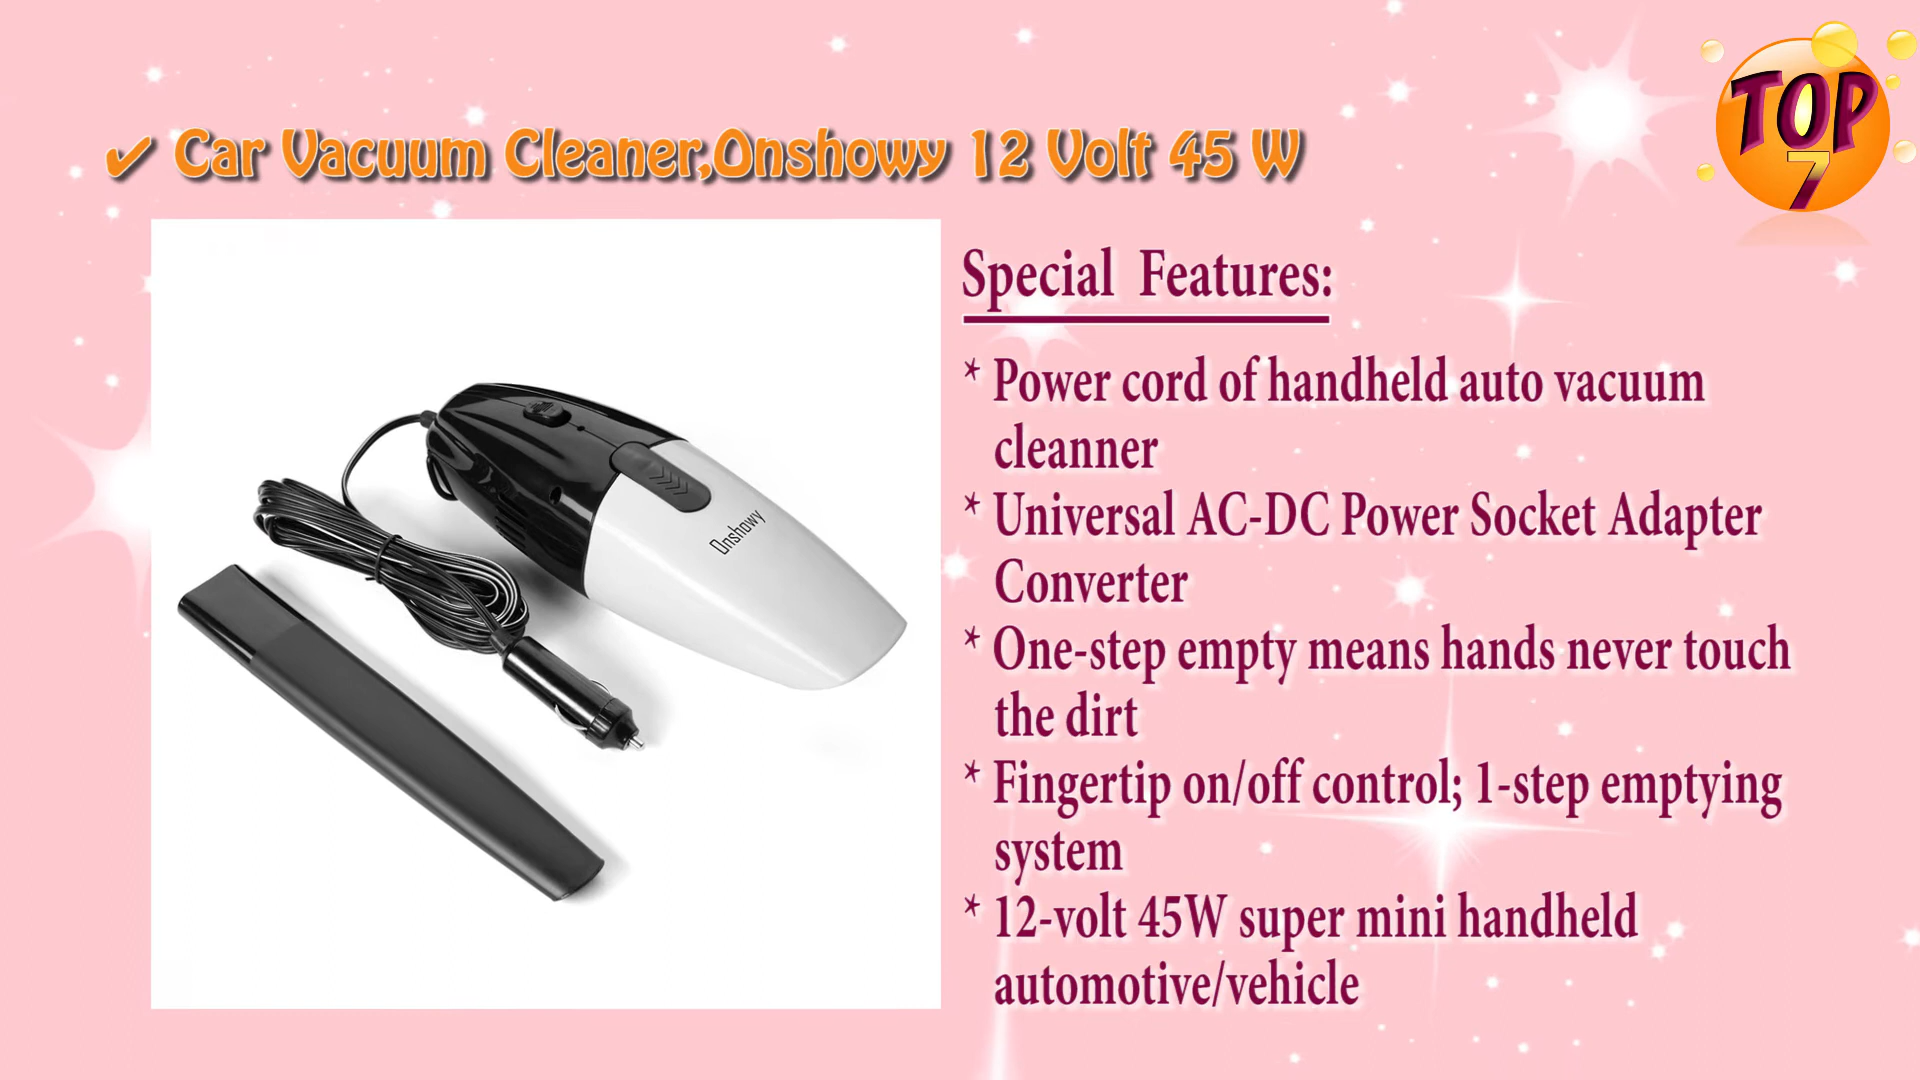 TOP
7
✔ Car Vacuum Cleaner,Onshowy 12 Volt 45 W
Special Features:
* Power cord of handheld auto vacuum
cleanner
* Universal AC-DC Power Socket Adapter
Converter
* One-step empty means hands never touch
the dirt
* Fingertip on/off control; 1-step emptying
system
* 12-volt 45W super mini handheld
automotive/vehicle
Onshowy